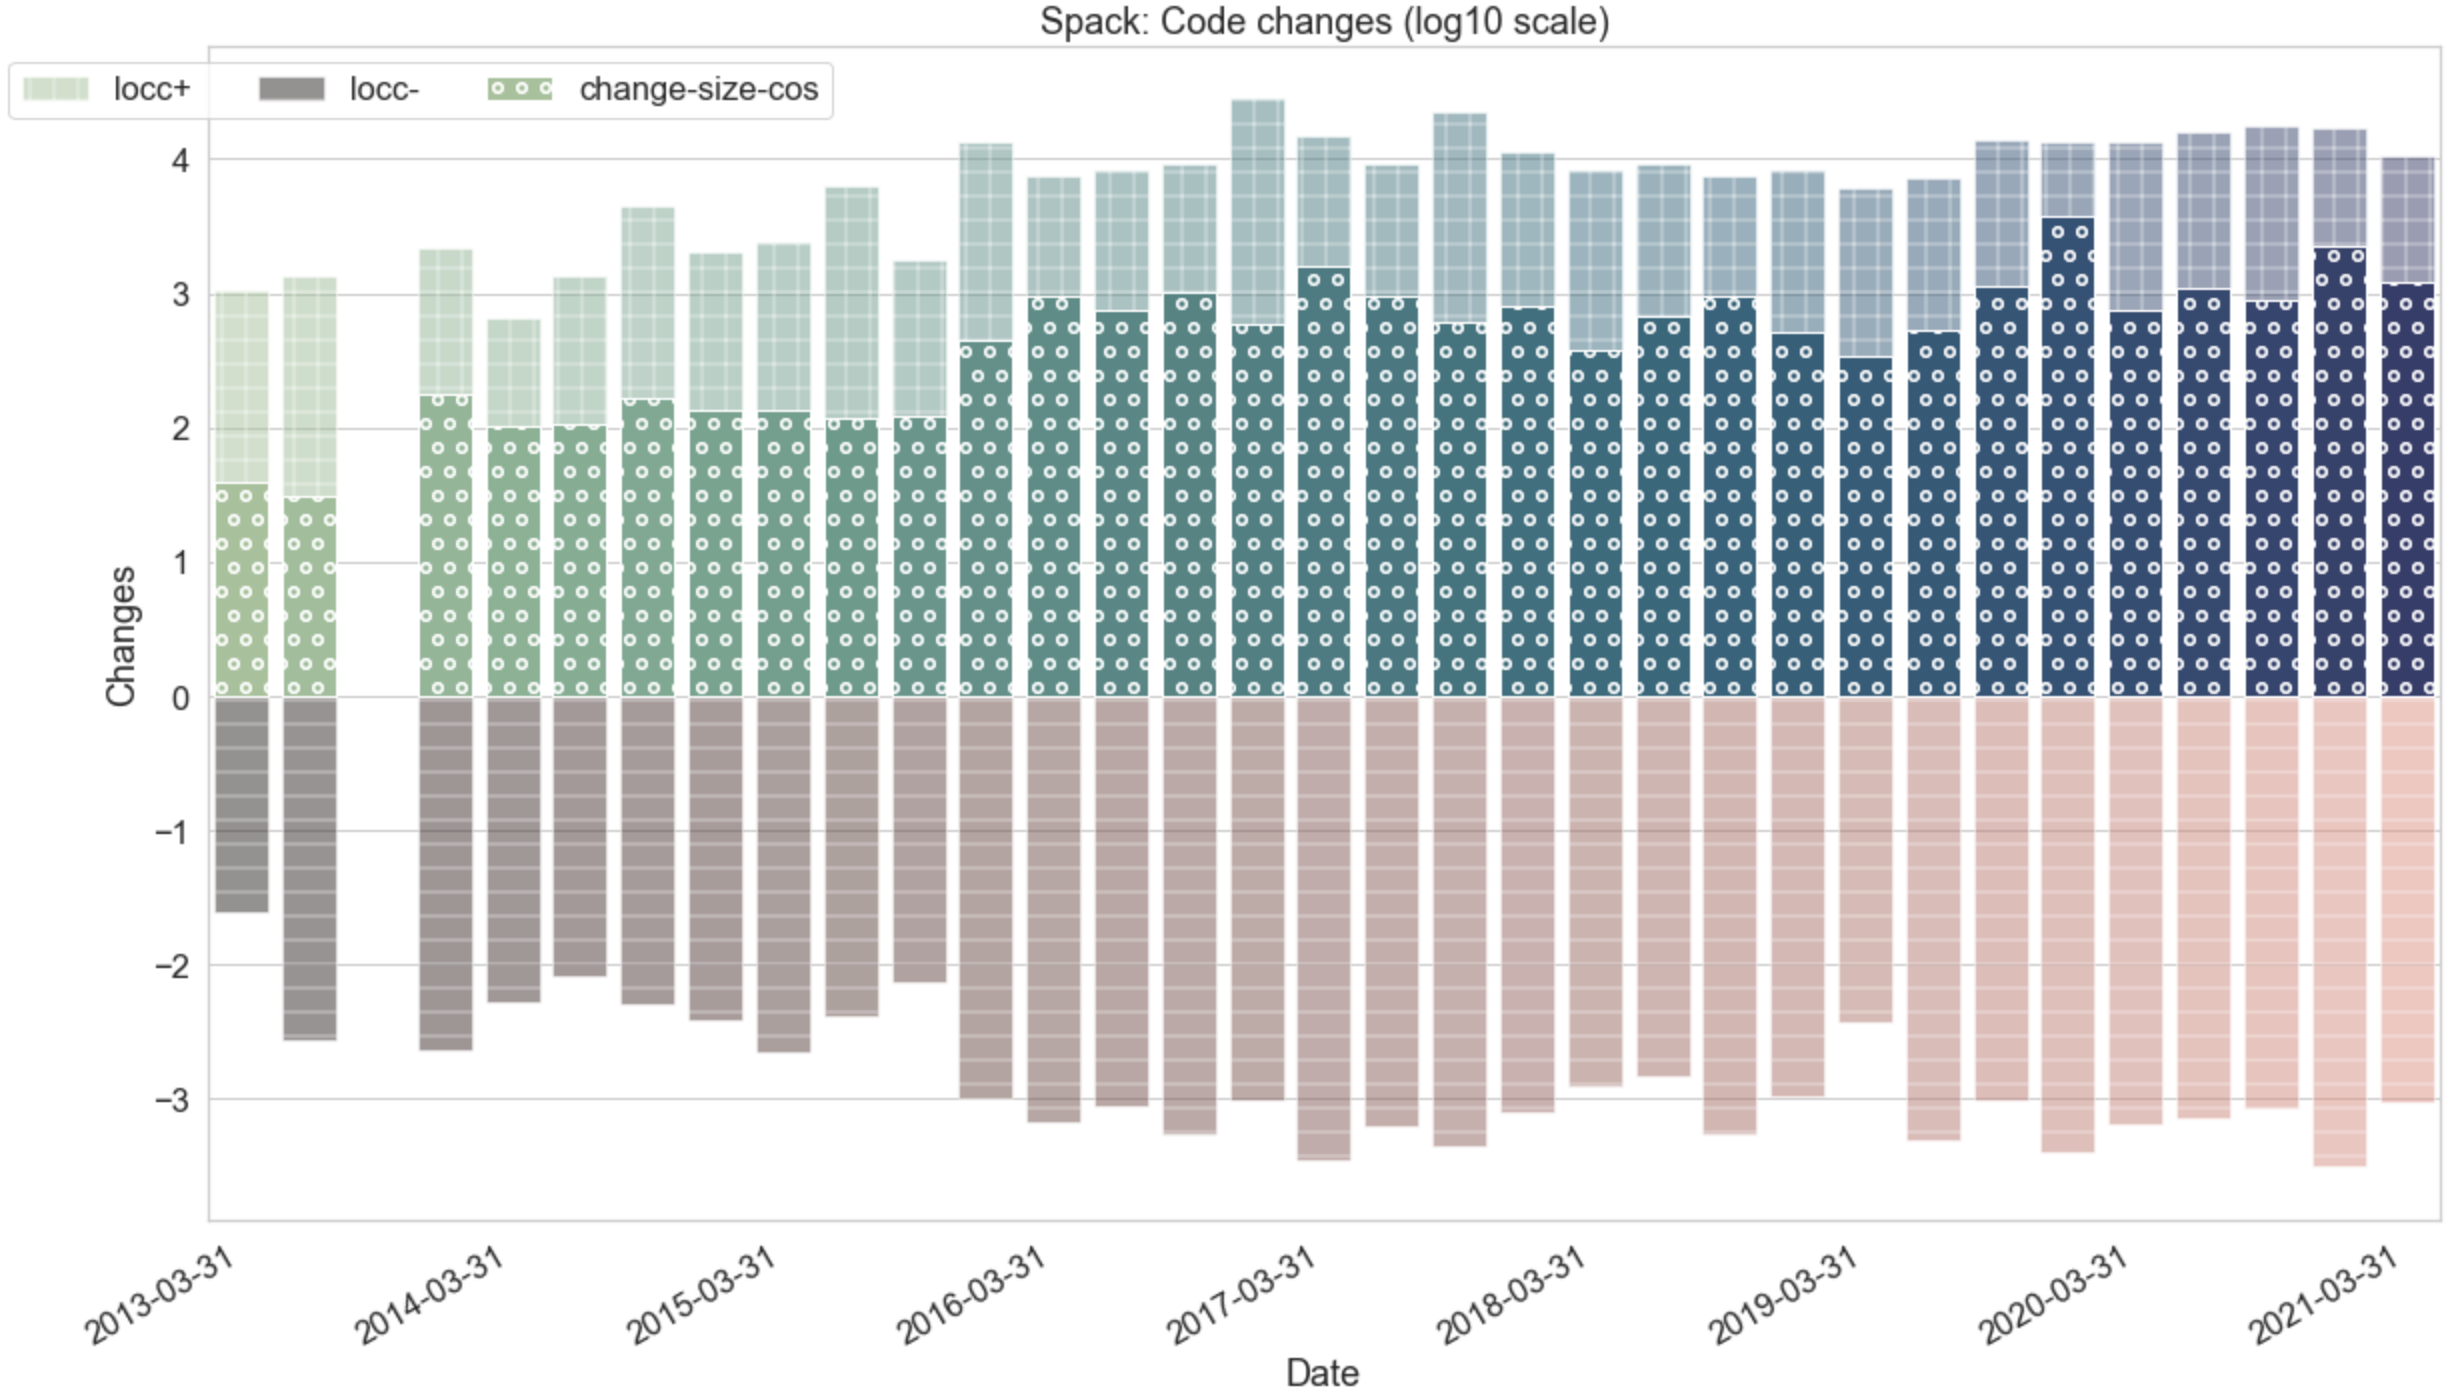 Spack: Code changes (log10 scale)
locc+ locc- change-size-cos
4
3
2
1
0
−1
−2
−3
Changes
2013-03-31 2014-03-31 2015-03-31 2016-03-31 2017-03-31 2018-03-31 2019-03-31 2020-03-31 2021-03-31
Date